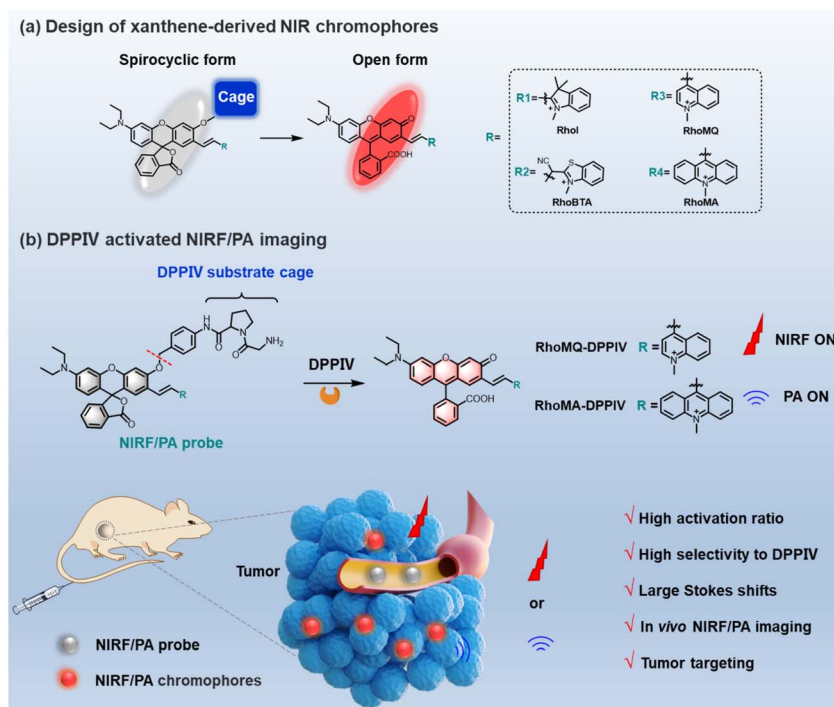 (a) Design of xanthene-derived NIR chromophores
Spirocyclic form
Open form
Cage
N
O
O
R
O
O
N
O
O
R
COOH
R=
R1=
N
+
RhoI
R3=
N
+
RhoMQ
R2=
NC
S
N
+
RhoBTA
R4=
N
+
RhoMA
(b) DPPIV activated NIRF/PA imaging
DPPIV substrate cage
H
N
O
N
O
NH2
N
O
O
R
O
O
NIRF/PA probe
DPPIV
N
O
O
R
COOH
RhoMQ-DPPIV R =
N
+
NIRF ON
RhoMA-DPPIV R =
N
+
PA ON
Tumor
or
NIRF/PA probe
NIRF/PA chromophores
√ High activation ratio
√ High selectivity to DPPIV
√ Large Stokes shifts
√ In vivo NIRF/PA imaging
√ Tumor targeting